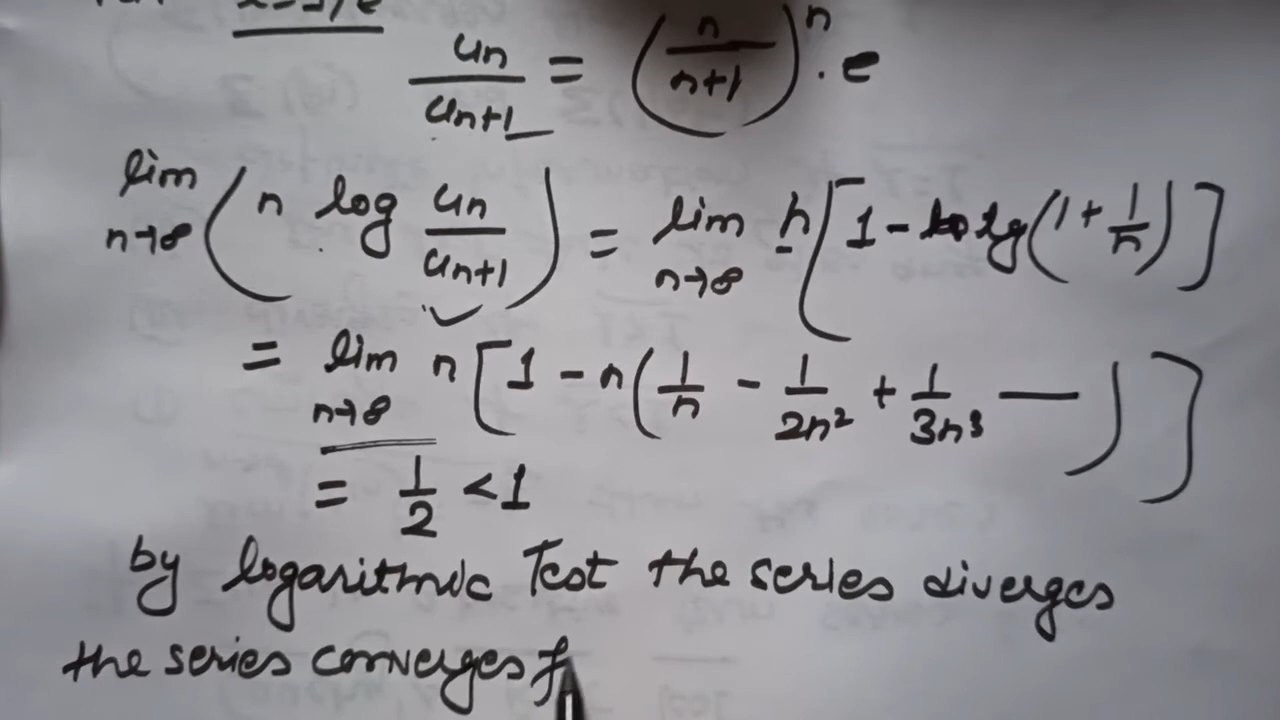 x=1/e
un/un+1 = (n/n+1)^n . e
lim n→∞ (n log un/un+1) = lim n→∞ n[1 - log(1 + 1/n)]
= lim n→∞ n[1 - n(1/n - 1/2n² + 1/3n³ —)]
= 1/2 < 1
by logarithmic Test the series diverges
the series converges f